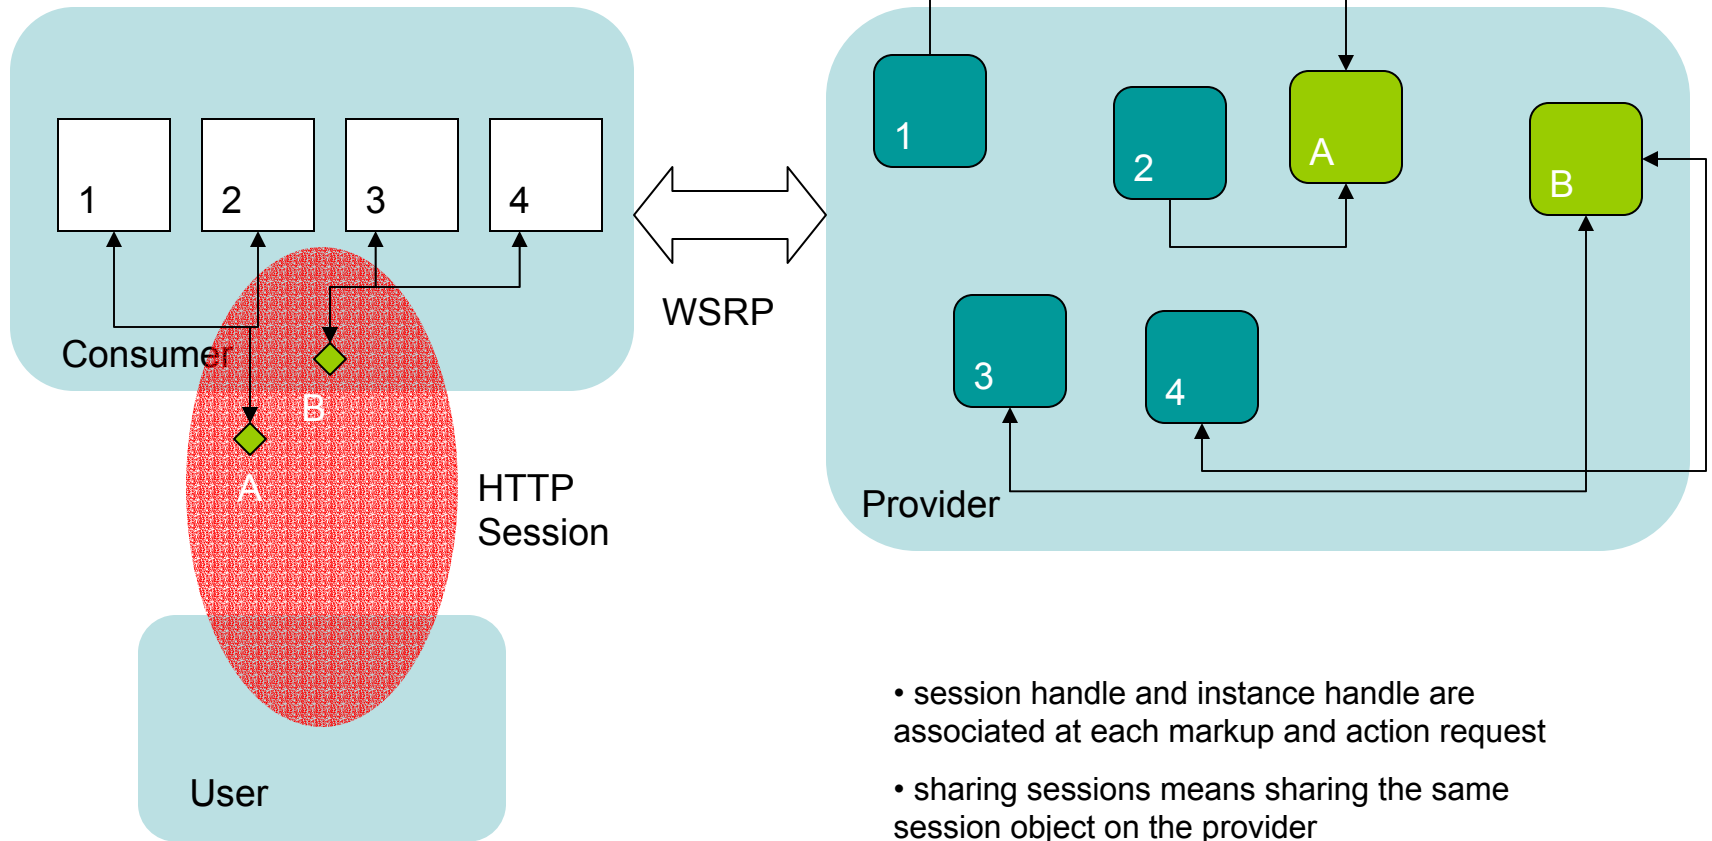 1
2
3
4
Consumer
B
A
HTTP
Session
User
WSRP
1
2
A
B
3
4
Provider
• session handle and instance handle are
associated at each markup and action request
• sharing sessions means sharing the same
session object on the provider